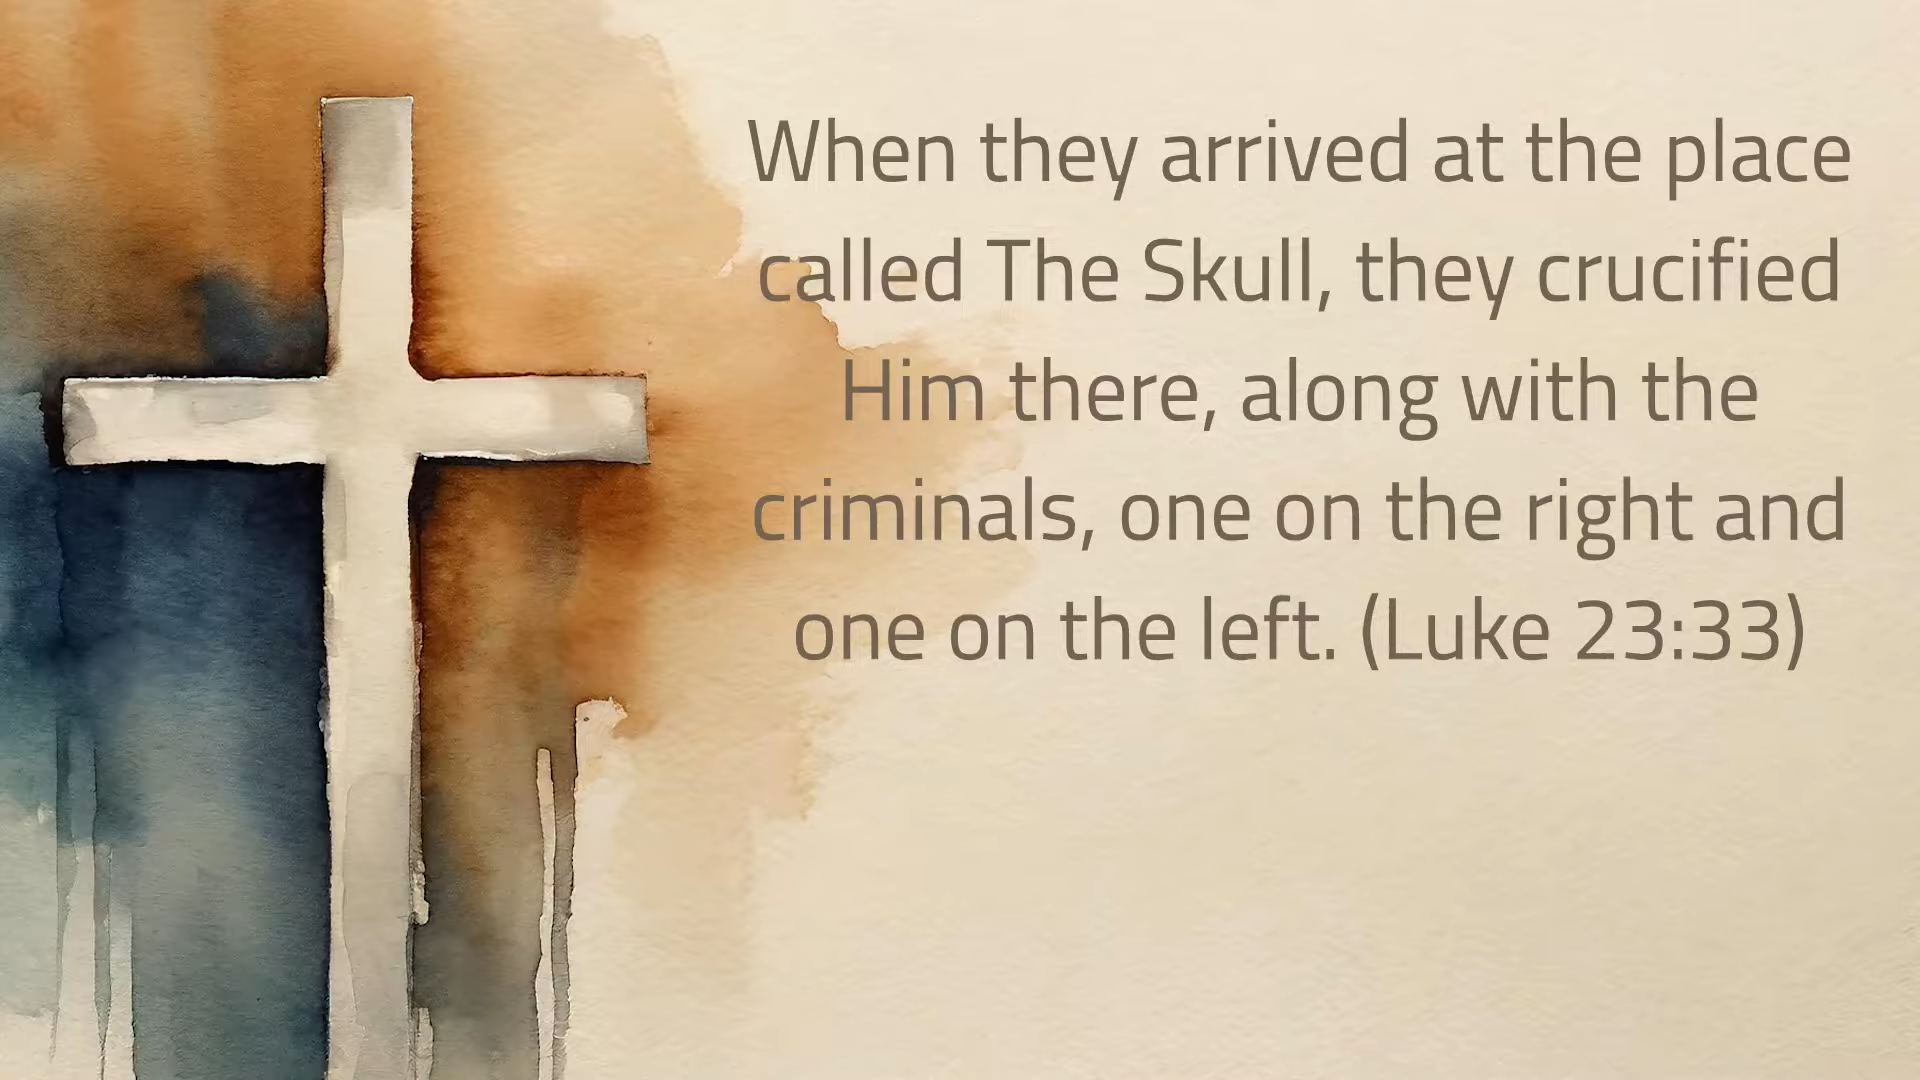 When they arrived at the place
called The Skull, they crucified
Him there, along with the
criminals, one on the right and
one on the left. (Luke 23:33)